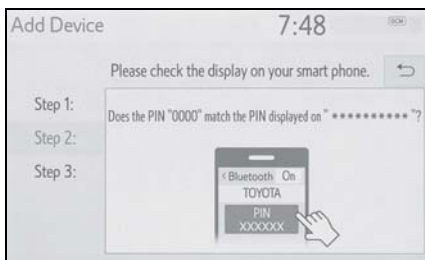 Add Device
7:48
DCM
Please check the display on your smart phone.
Step 1:
Does the PIN "0000" match the PIN displayed on " ********** "?
Step 2:
Step 3:
< Bluetooth On
TOYOTA
PIN
XXXXXX